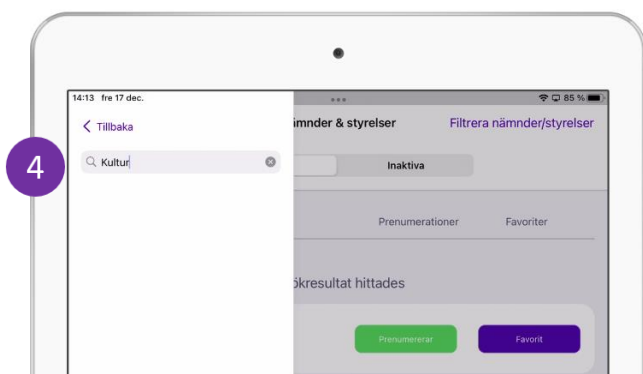 14:13 fre 17 dec.
85 %
Tillbaka
ämnder & styrelser
Filtrera nämnder/styrelser
4
Kultur
Inaktiva
Prenumerationer
Favoriter
ökresultat hittades
Prenumererar
Favorit